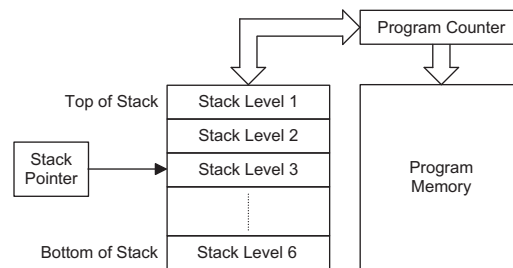 Program Counter
Top of Stack
Stack Level 1
Stack Level 2
Stack
Pointer
Stack Level 3
Program
Memory
Bottom of Stack
Stack Level 6